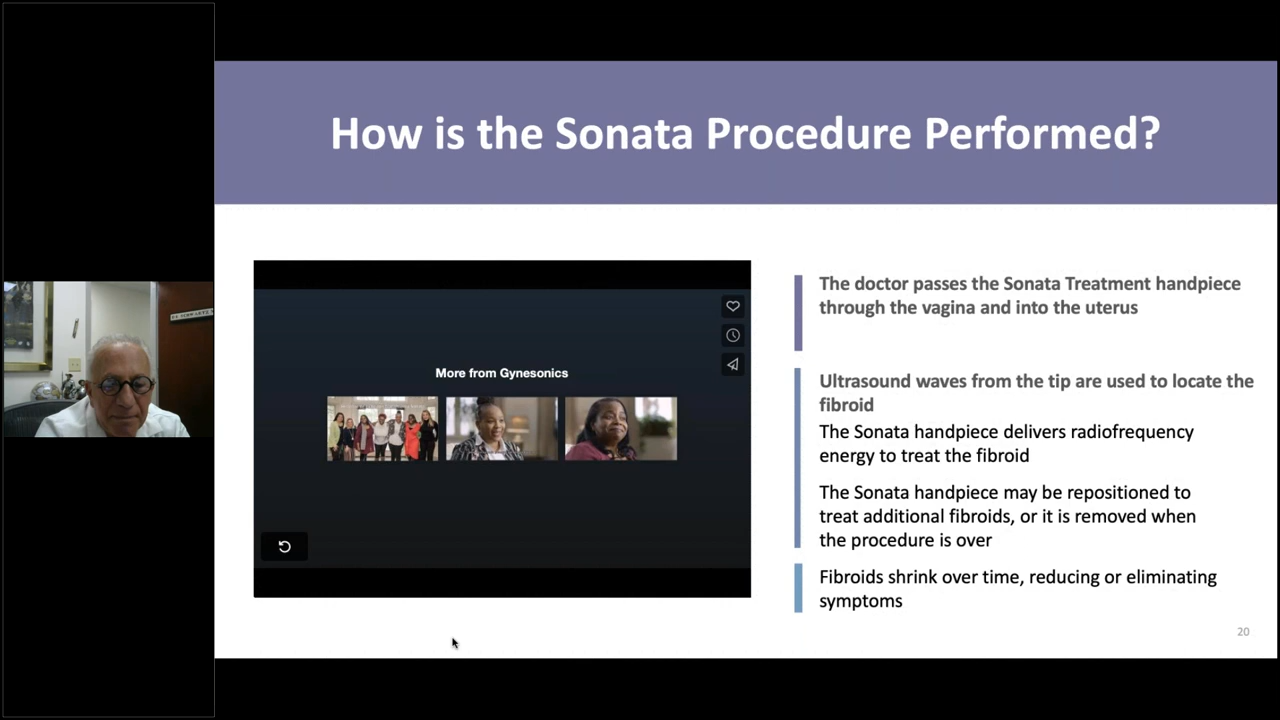 How is the Sonata Procedure Performed?
More from Gynesonics
The doctor passes the Sonata Treatment handpiece
through the vagina and into the uterus
Ultrasound waves from the tip are used to locate the
fibroid
The Sonata handpiece delivers radiofrequency
energy to treat the fibroid
The Sonata handpiece may be repositioned to
treat additional fibroids, or it is removed when
the procedure is over
Fibroids shrink over time, reducing or eliminating
symptoms
20